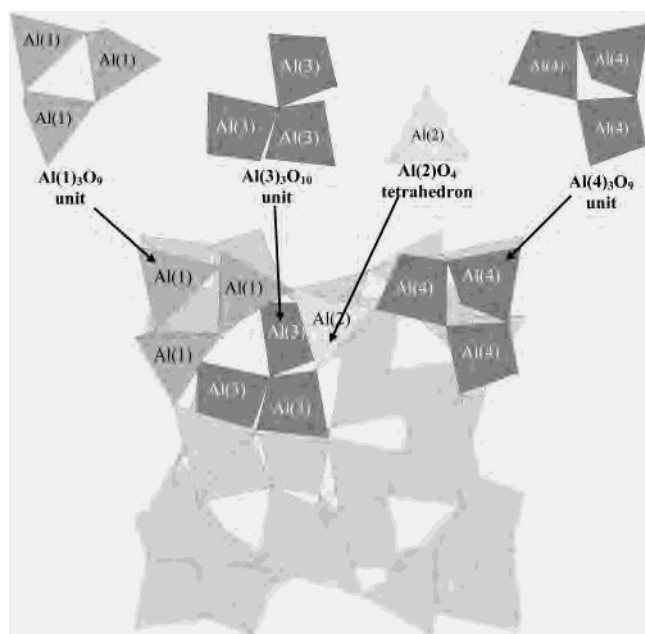 Al(1)
Al(1)
Al(1)
Al(1)₃O₉
unit
Al(3)
Al(3)
Al(3)
Al(3)₃O₁₀
unit
Al(2)
Al(2)O₄
tetrahedron
Al(4)
Al(4)
Al(4)
Al(4)₃O₉
unit
Al(1)
Al(1)
Al(1)
Al(3)
Al(2)
Al(3)
Al(3)
Al(4)
Al(4)
Al(4)